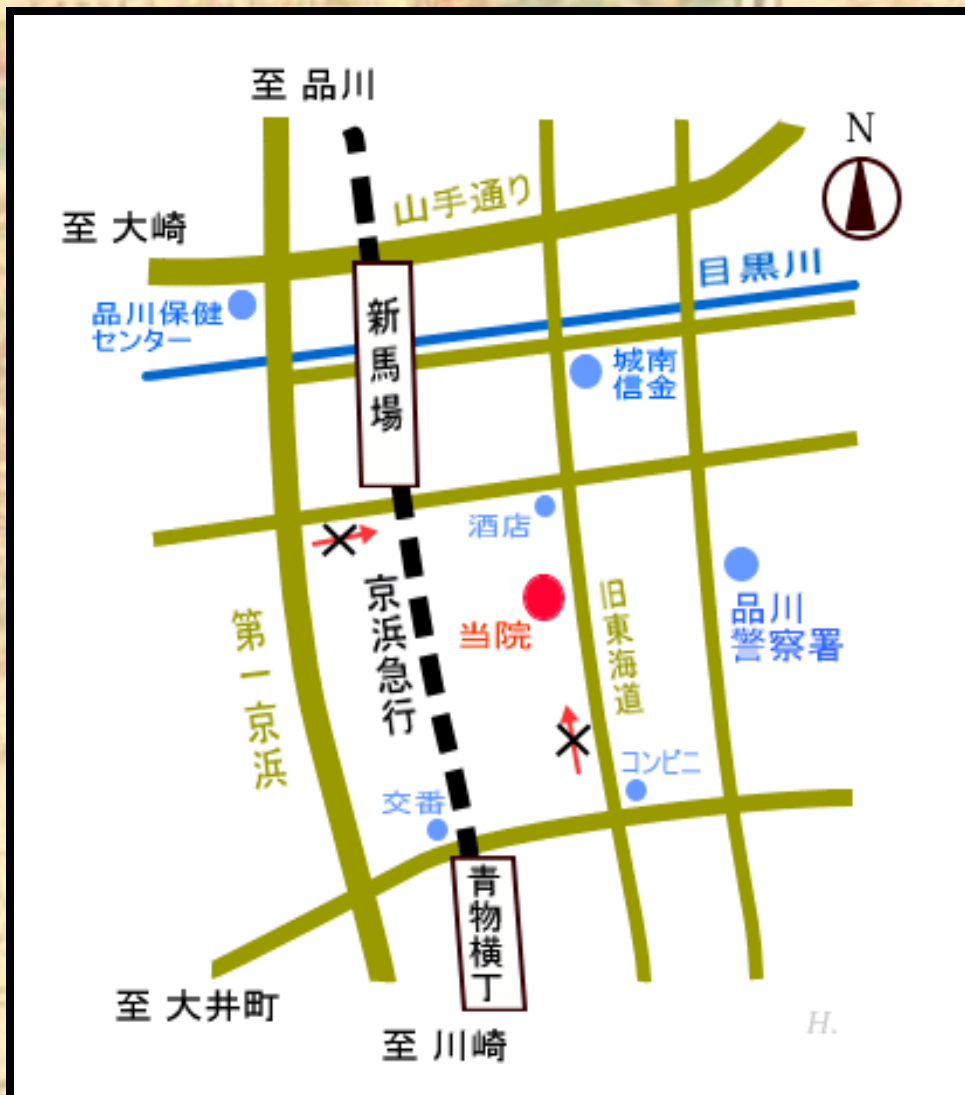 至 品川
N
山手通り
至 大崎
目黒川
品川保健
センター
新馬場
城南
信金
酒店
京浜急行
当院
旧東海道
品川
警察署
第一京浜
コンビニ
交番
青物横丁
至 大井町
至 川崎
H.